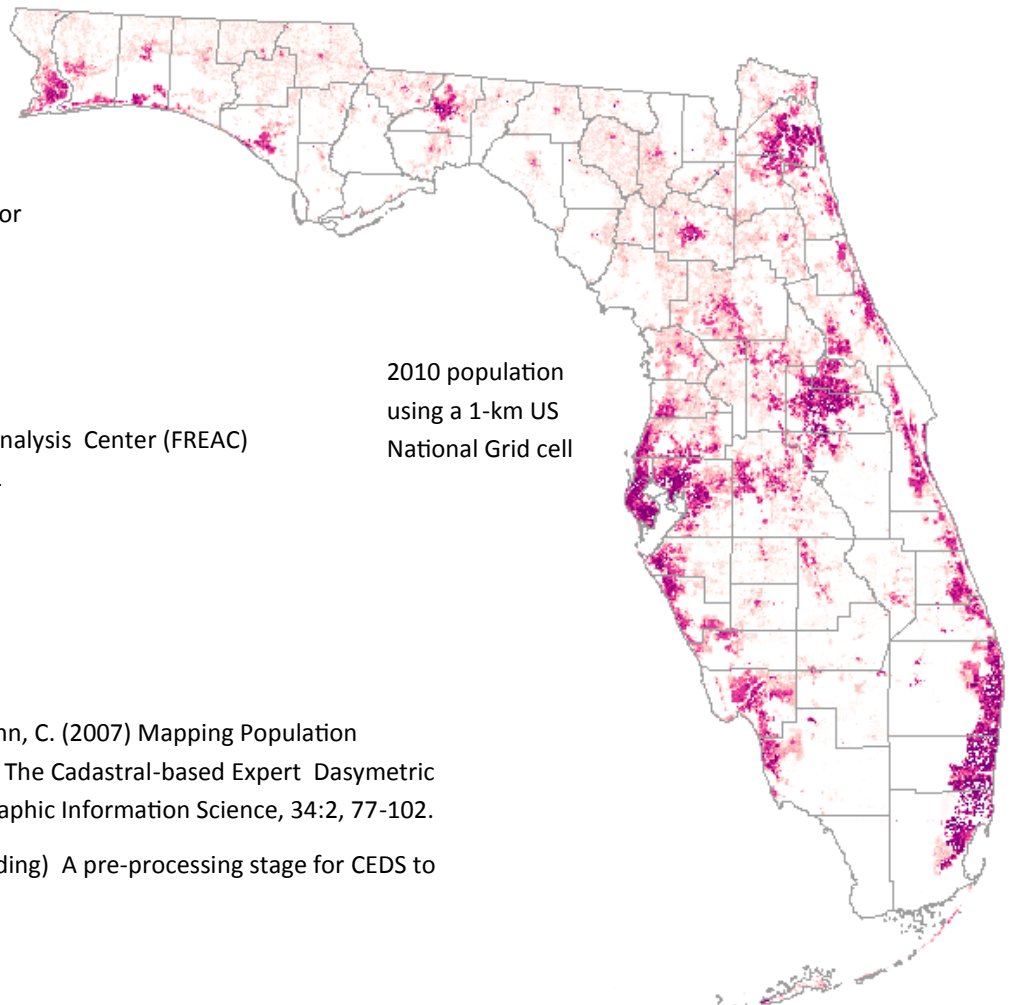 or
2010 population
using a 1-km US
National Grid cell
nalysis Center (FREAC)
nn, C. (2007) Mapping Population
The Cadastral-based Expert Dasymetric
raphic Information Science, 34:2, 77-102.
ding) A pre-processing stage for CEDS to